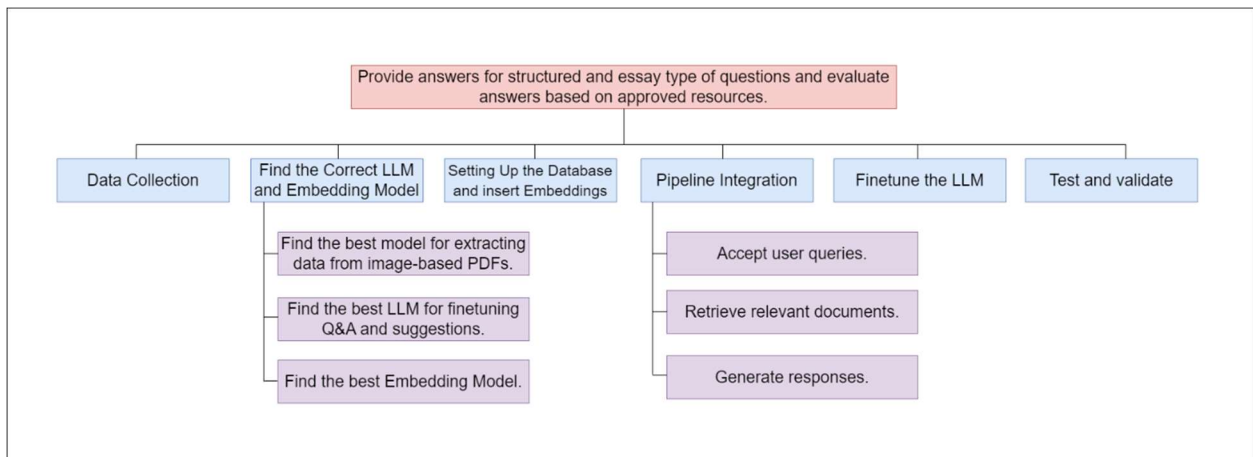 Provide answers for structured and essay type of questions and evaluate
answers based on approved resources.
Data Collection
Find the Correct LLM
and Embedding Model
Setting Up the Database
and insert Embeddings
Pipeline Integration
Finetune the LLM
Test and validate
Find the best model for extracting
data from image-based PDFs.
Find the best LLM for finetuning
Q&A and suggestions.
Find the best Embedding Model.
Accept user queries.
Retrieve relevant documents.
Generate responses.